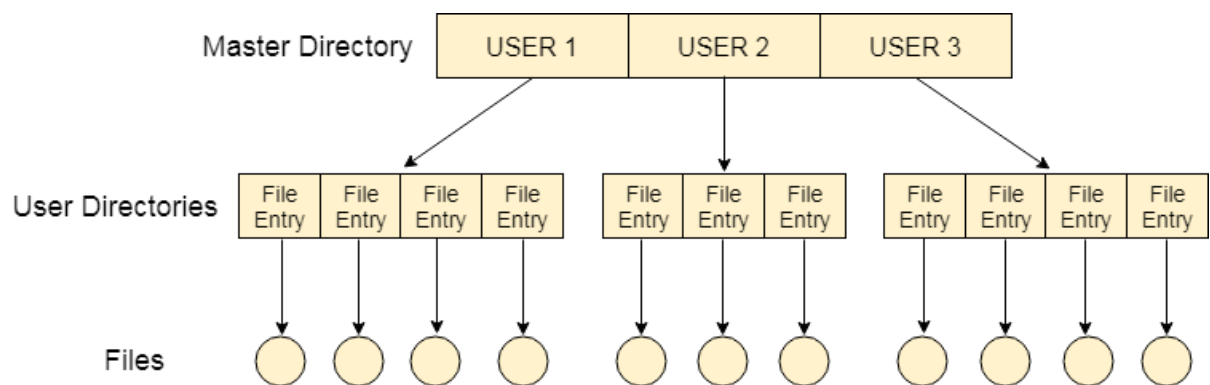 Master Directory
USER 1
USER 2
USER 3
User Directories
File
Entry
File
Entry
File
Entry
File
Entry
File
Entry
File
Entry
File
Entry
File
Entry
File
Entry
File
Entry
File
Entry
Files